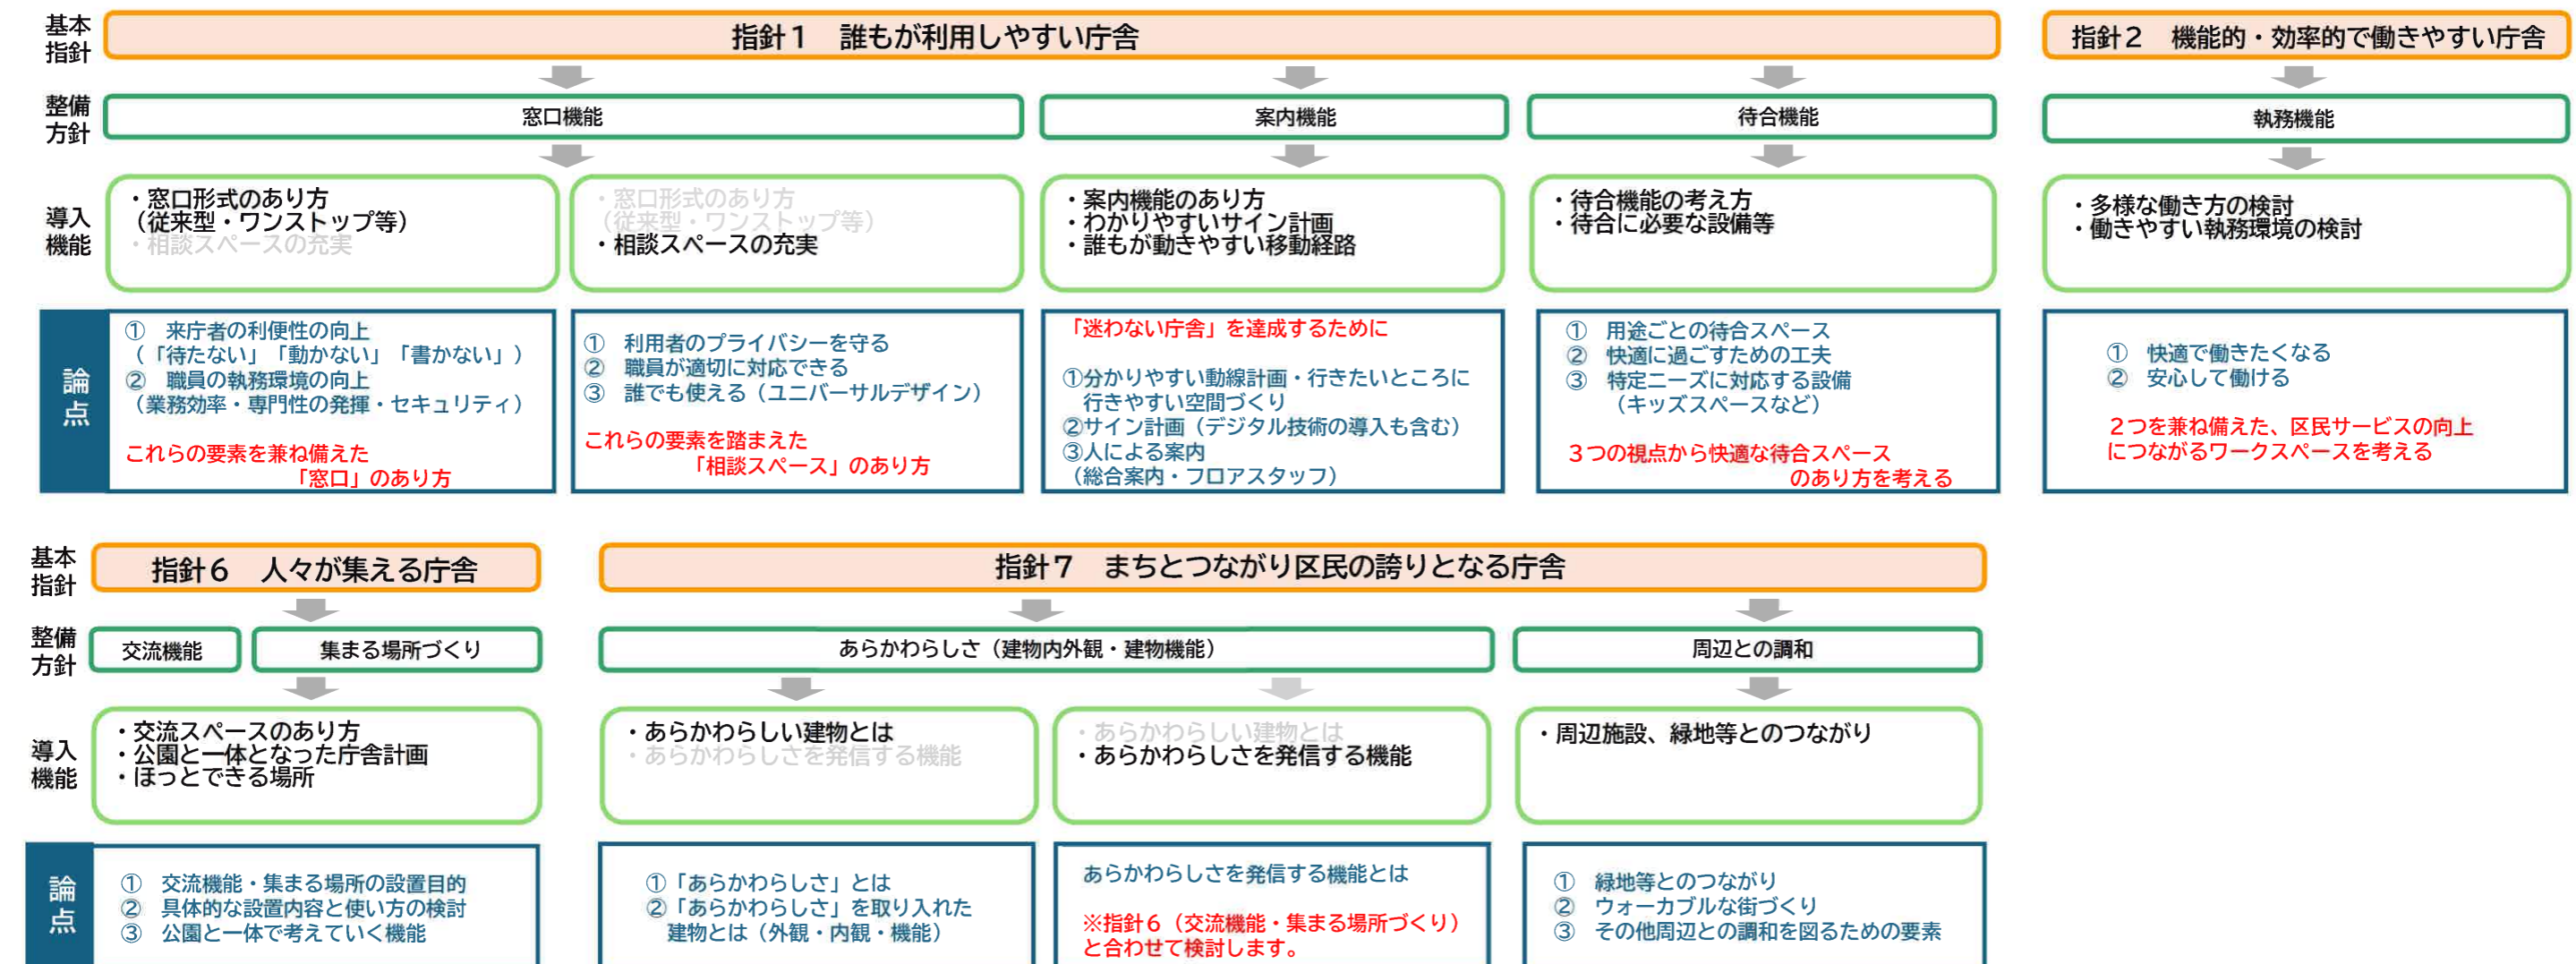 基本
指針
指針１　誰もが利用しやすい庁舎
指針２　機能的・効率的で働きやすい庁舎
整備
方針
窓口機能
案内機能
待合機能
執務機能
導入
機能
・窓口形式のあり方
（従来型・ワンストップ等）
・相談スペースの充実
・窓口形式のあり方
（従来型・ワンストップ等）
・相談スペースの充実
・案内機能のあり方
・わかりやすいサイン計画
・誰もが動きやすい移動経路
・待合機能の考え方
・待合に必要な設備等
・多様な働き方の検討
・働きやすい執務環境の検討
論
点
①　来庁者の利便性の向上
（「待たない」「動かない」「書かない」）
②　職員の執務環境の向上
（業務効率・専門性の発揮・セキュリティ）
これらの要素を兼ね備えた
「窓口」のあり方
①　利用者のプライバシーを守る
②　職員が適切に対応できる
③　誰でも使える（ユニバーサルデザイン）
これらの要素を踏まえた
「相談スペース」のあり方
「迷わない庁舎」を達成するために
①分かりやすい動線計画・行きたいところに
行きやすい空間づくり
②サイン計画（デジタル技術の導入も含む）
③人による案内
（総合案内・フロアスタッフ）
①　用途ごとの待合スペース
②　快適に過ごすための工夫
③　特定ニーズに対応する設備
（キッズスペースなど）
３つの視点から快適な待合スペース
のあり方を考える
①　快適で働きたくなる
②　安心して働ける
２つを兼ね備えた、区民サービスの向上
につながるワークスペースを考える
基本
指針
指針６　人々が集える庁舎
指針７　まちとつながり区民の誇りとなる庁舎
整備
方針
交流機能
集まる場所づくり
あらかわらしさ（建物内外観・建物機能）
周辺との調和
導入
機能
・交流スペースのあり方
・公園と一体となった庁舎計画
・ほっとできる場所
・あらかわらしい建物とは
・あらかわらしさを発信する機能
・あらかわらしい建物とは
・あらかわらしさを発信する機能
・周辺施設、緑地等とのつながり
論
点
①　交流機能・集まる場所の設置目的
②　具体的な設置内容と使い方の検討
③　公園と一体で考えていく機能
①「あらかわらしさ」とは
②「あらかわらしさ」を取り入れた
建物とは（外観・内観・機能）
あらかわらしさを発信する機能とは
※指針６（交流機能・集まる場所づくり）
と合わせて検討します。
①　緑地等とのつながり
②　ウォーカブルな街づくり
③　その他周辺との調和を図るための要素